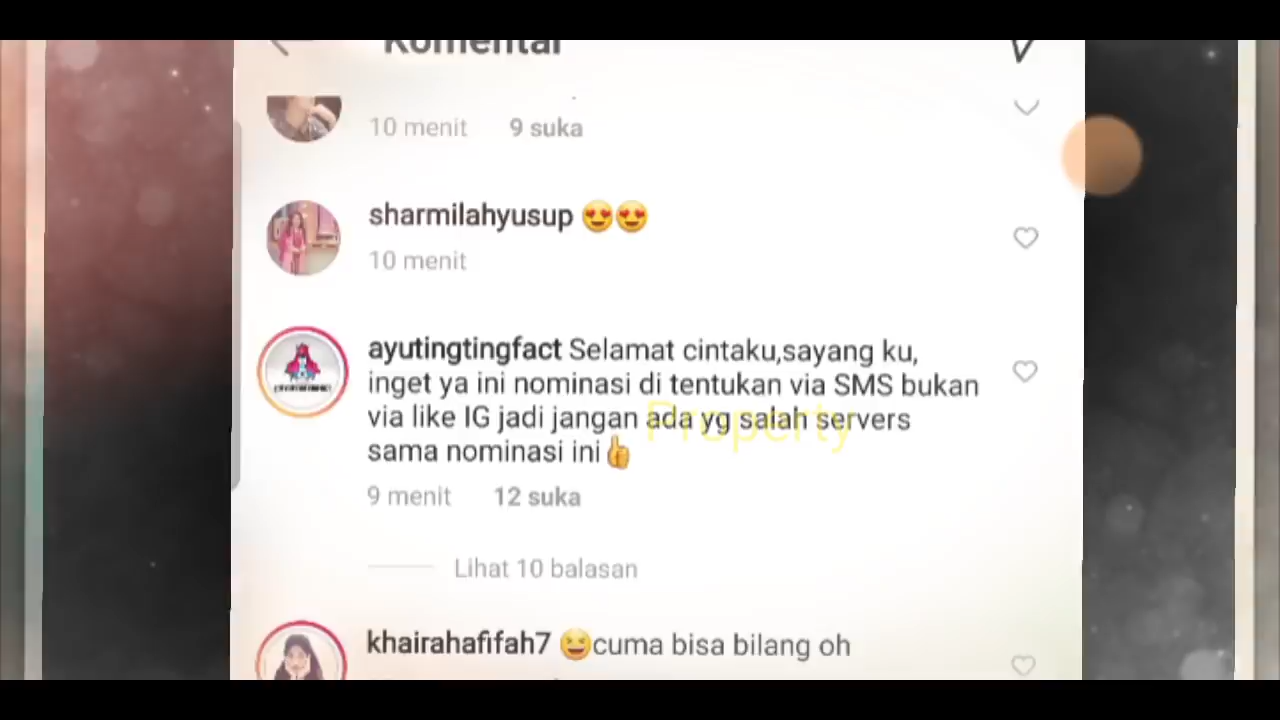 Komentar
10 menit 9 suka
sharmilahyusup 😍😍
10 menit
ayutingtingfact Selamat cintaku,sayang ku,
inget ya ini nominasi di tentukan via SMS bukan
via like IG jadi jangan ada yg salah servers
sama nominasi ini👍
Property
9 menit 12 suka
Lihat 10 balasan
khairahafifah7 😆cuma bisa bilang oh